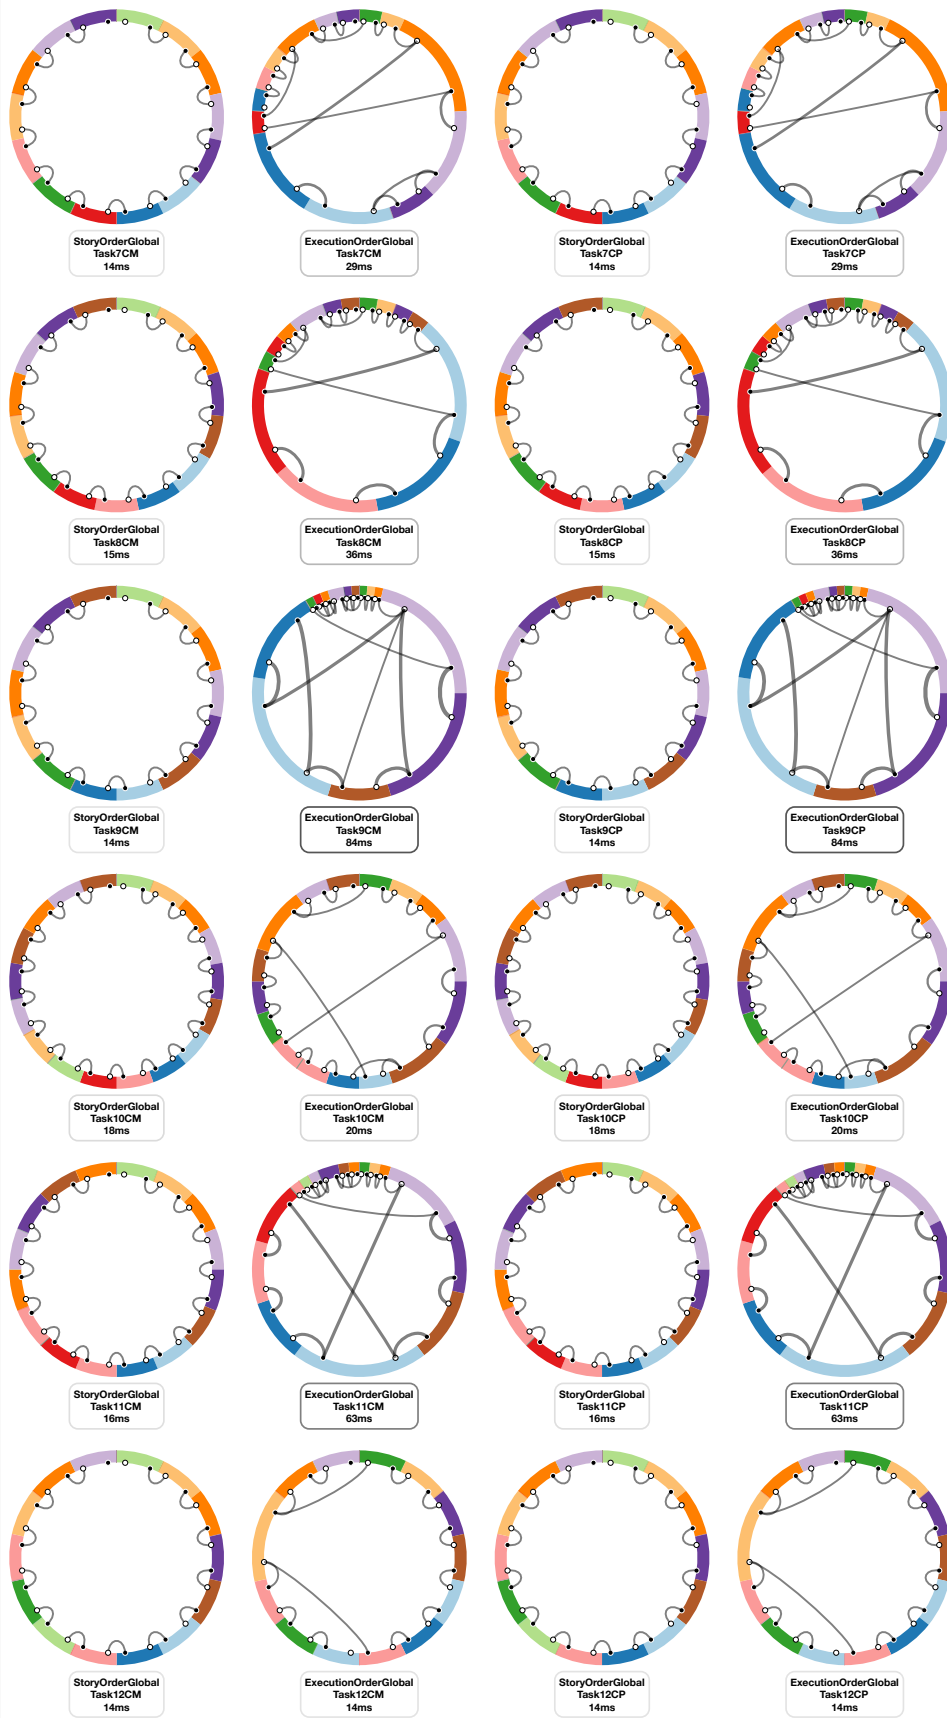 StoryOrderGlobal
Task7CM
14ms
ExecutionOrderGlobal
Task7CM
29ms
StoryOrderGlobal
Task7CP
14ms
ExecutionOrderGlobal
Task7CP
29ms
StoryOrderGlobal
Task8CM
15ms
ExecutionOrderGlobal
Task8CM
36ms
StoryOrderGlobal
Task8CP
15ms
ExecutionOrderGlobal
Task8CP
36ms
StoryOrderGlobal
Task9CM
14ms
ExecutionOrderGlobal
Task9CM
84ms
StoryOrderGlobal
Task9CP
14ms
ExecutionOrderGlobal
Task9CP
84ms
StoryOrderGlobal
Task10CM
18ms
ExecutionOrderGlobal
Task10CM
20ms
StoryOrderGlobal
Task10CP
18ms
ExecutionOrderGlobal
Task10CP
20ms
StoryOrderGlobal
Task11CM
16ms
ExecutionOrderGlobal
Task11CM
63ms
StoryOrderGlobal
Task11CP
16ms
ExecutionOrderGlobal
Task11CP
63ms
StoryOrderGlobal
Task12CM
14ms
ExecutionOrderGlobal
Task12CM
14ms
StoryOrderGlobal
Task12CP
14ms
ExecutionOrderGlobal
Task12CP
14ms